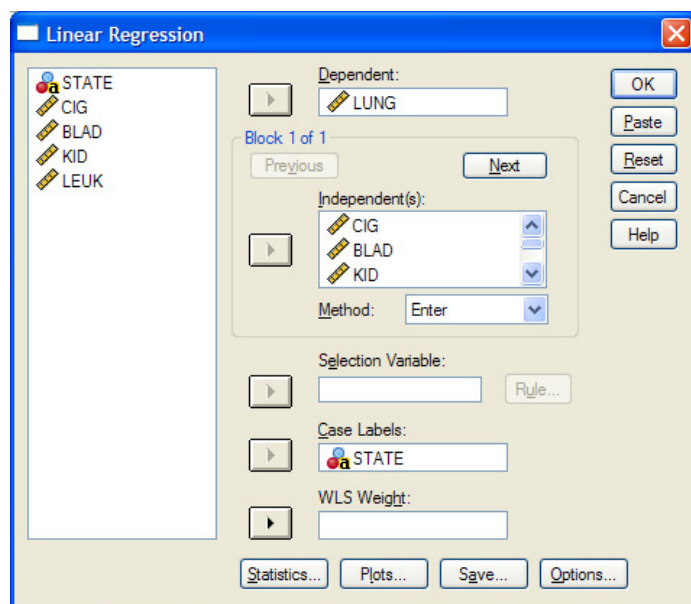 Linear Regression
STATE
CIG
BLAD
KID
LEUK
Dependent:
LUNG
Block 1 of 1
Previous
Next
Independent(s):
CIG
BLAD
KID
Method: Enter
Selection Variable:
Rule...
Case Labels:
STATE
WLS Weight:
Statistics... Plots... Save... Options...
OK
Paste
Reset
Cancel
Help